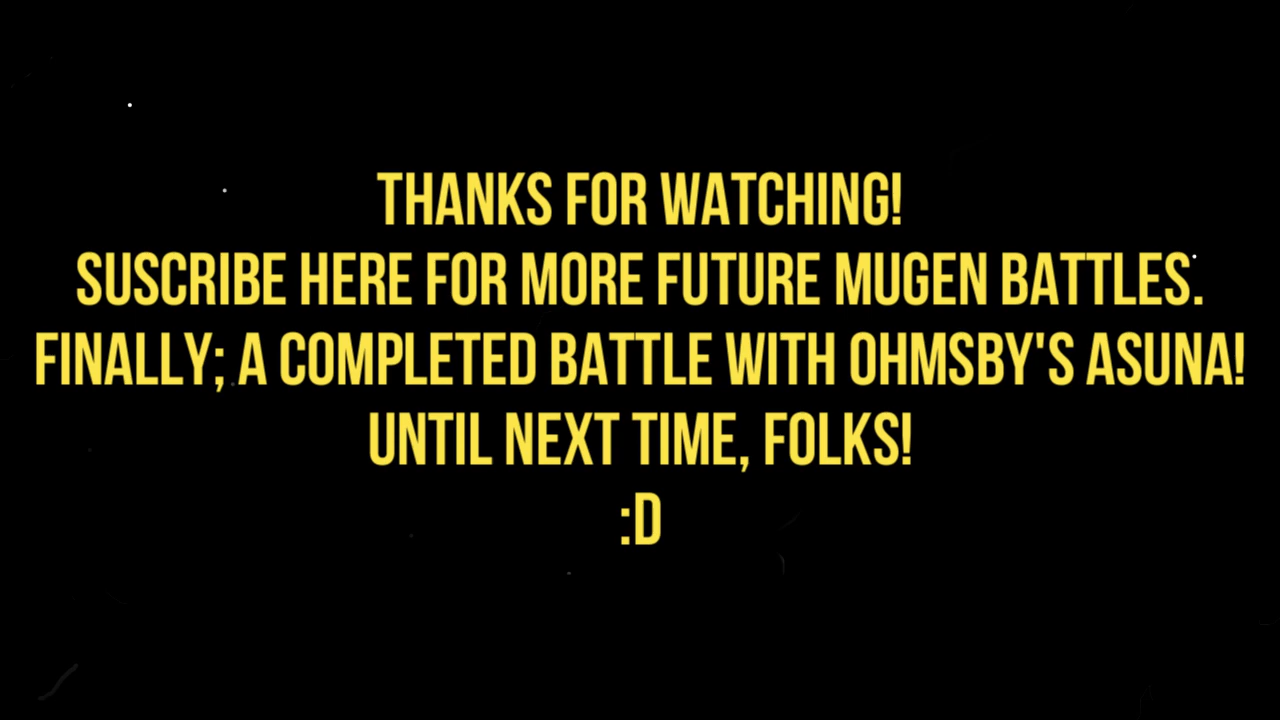 THANKS FOR WATCHING!
SUSCRIBE HERE FOR MORE FUTURE MUGEN BATTLES.
FINALLY; A COMPLETED BATTLE WITH OHMSBY'S ASUNA!
UNTIL NEXT TIME, FOLKS!
:D